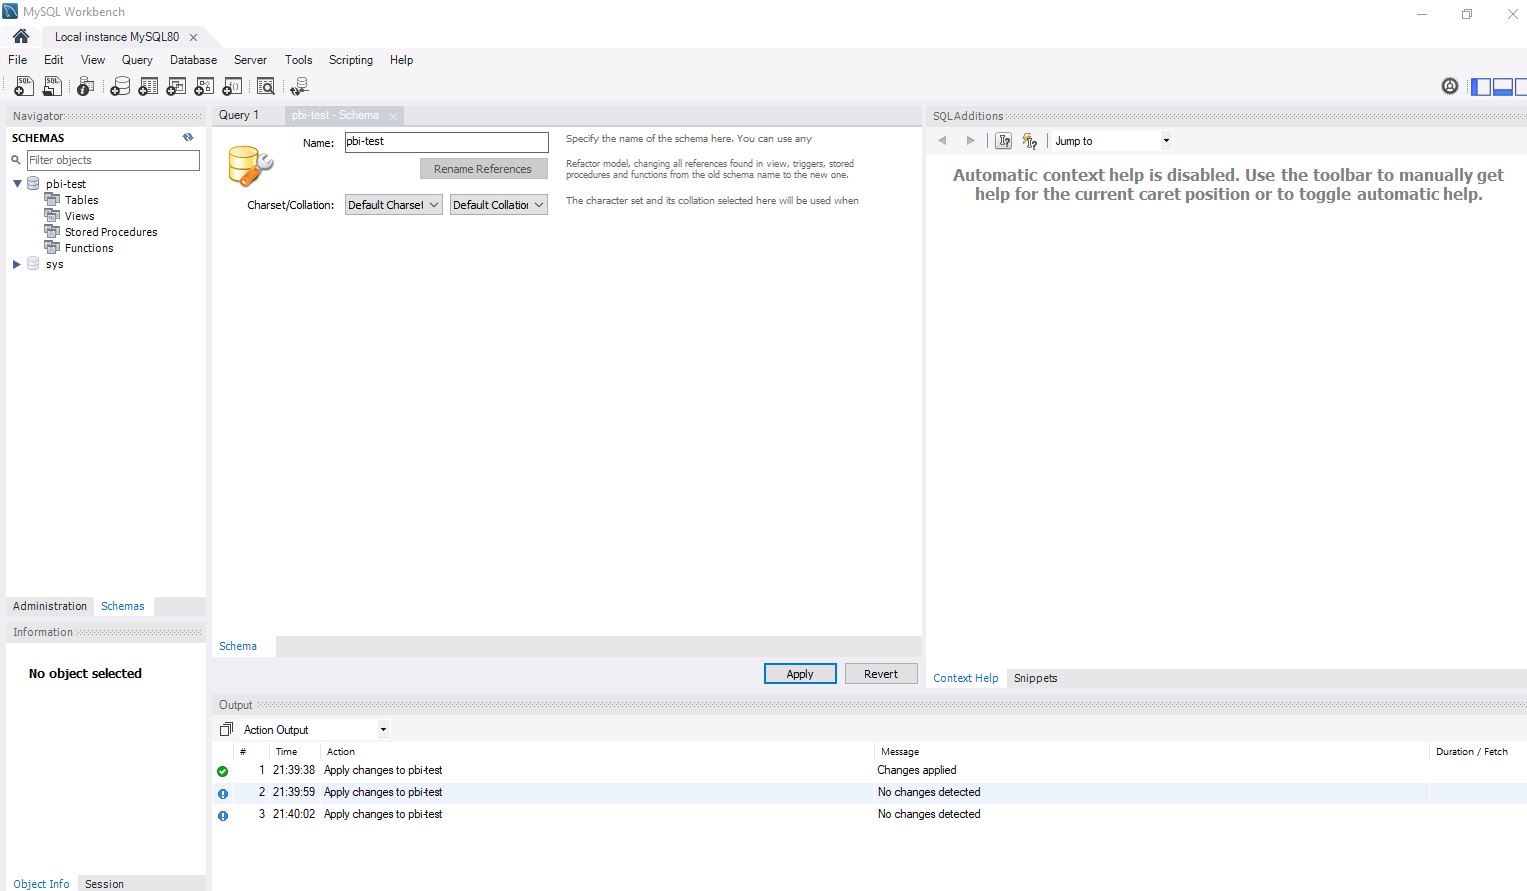 MySQL Workbench
Local instance MySQL80
File Edit View Query Database Server Tools Scripting Help
Navigator
SCHEMAS
Filter objects
pbi-test
Tables
Views
Stored Procedures
Functions
sys
Administration Schemas
Information
No object selected
Object Info Session
Query 1 pbi-test - Schema
Name: pbi-test
Specify the name of the schema here. You can use any
Rename References
Refactor model, changing all references found in view, triggers, stored
procedures and functions from the old schema name to the new one.
Charset/Collation: Default Charset Default Collation
The character set and its collation selected here will be used when
Schema
Apply Revert
SQLAdditions
Jump to
Automatic context help is disabled. Use the toolbar to manually get
help for the current caret position or to toggle automatic help.
Context Help Snippets
Output
Action Output
# Time Action Message Duration / Fetch
1 21:39:38 Apply changes to pbi-test Changes applied
2 21:39:59 Apply changes to pbi-test No changes detected
3 21:40:02 Apply changes to pbi-test No changes detected